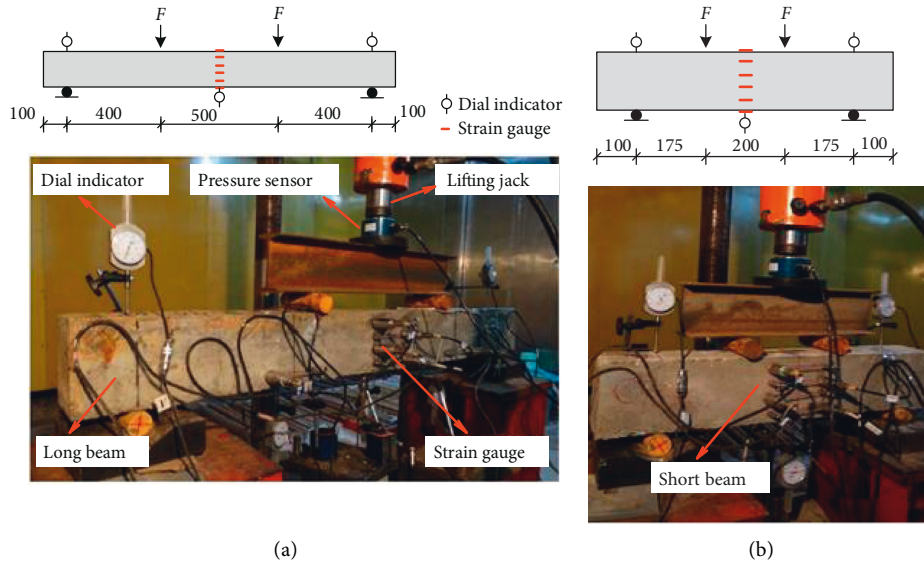 F F
100 400 500 400 100
Dial indicator
Strain gauge
F F
100 175 200 175 100
Dial indicator
Pressure sensor
Lifting jack
Long beam
Strain gauge
Short beam
(a)
(b)